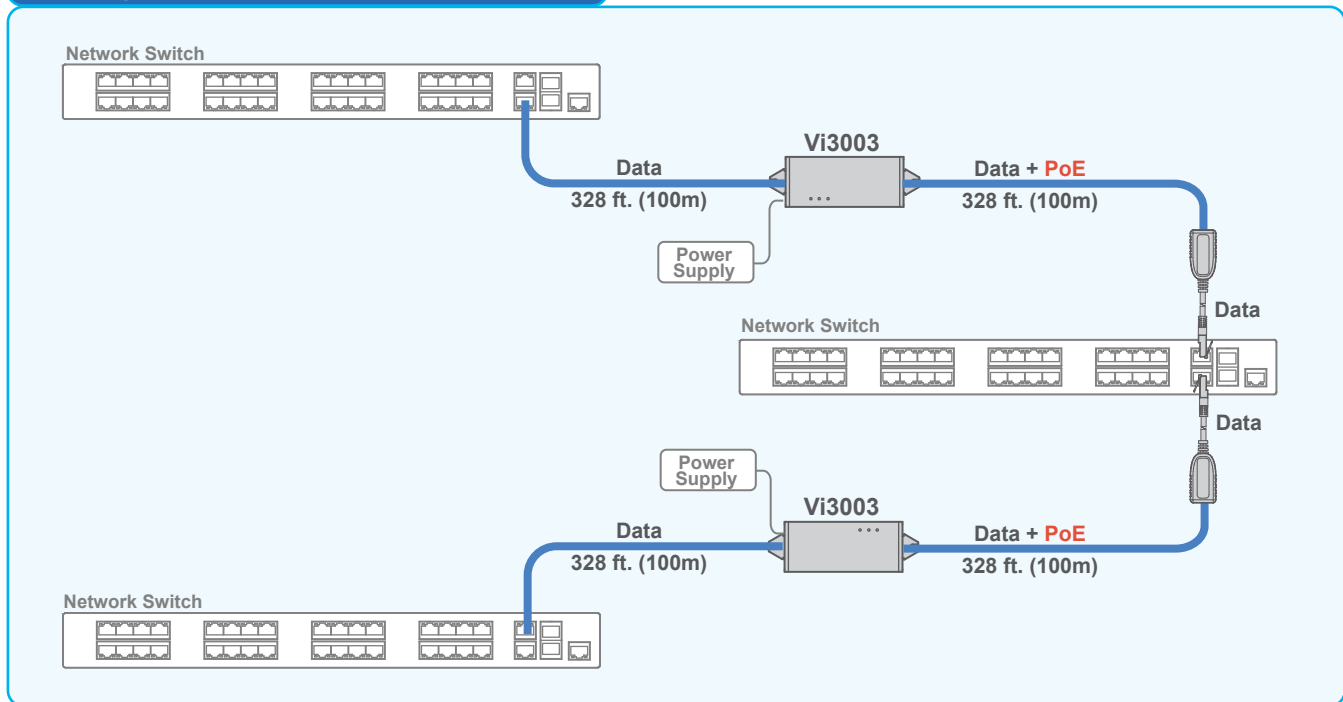 Network Switch
Vi3003
Data
328 ft. (100m)
Data + PoE
328 ft. (100m)
Power
Supply
Data
Network Switch
Data
Power
Supply
Vi3003
Data
328 ft. (100m)
Data + PoE
328 ft. (100m)
Network Switch